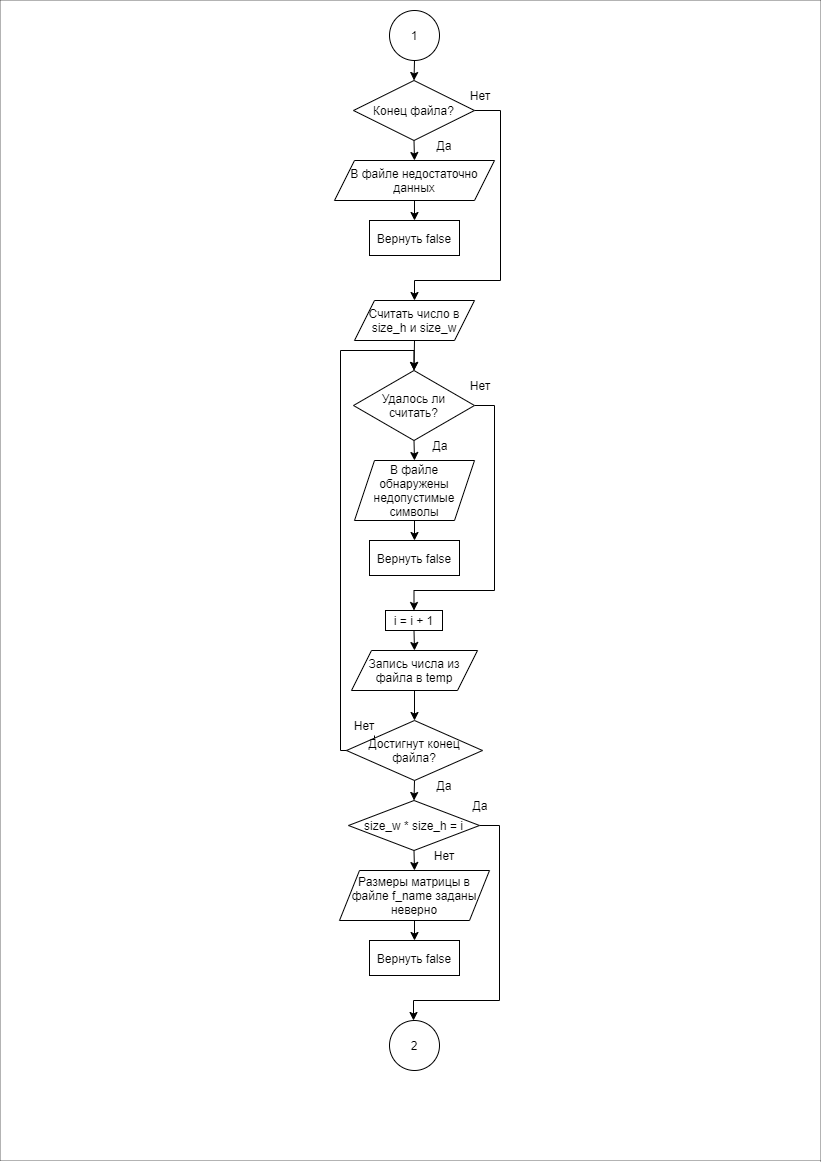 1
Нет
Конец файла?
Да
В файле недостаточно
данных
Вернуть false
Считать число в
size_h и size_w
Нет
Удалось ли
считать?
Да
В файле
обнаружены
недопустимые
символы
Вернуть false
i = i + 1
Запись числа из
файла в temp
Нет
Достигнут конец
файла?
Да
Да
size_w * size_h = i
Нет
Размеры матрицы в
файле f_name заданы
неверно
Вернуть false
2